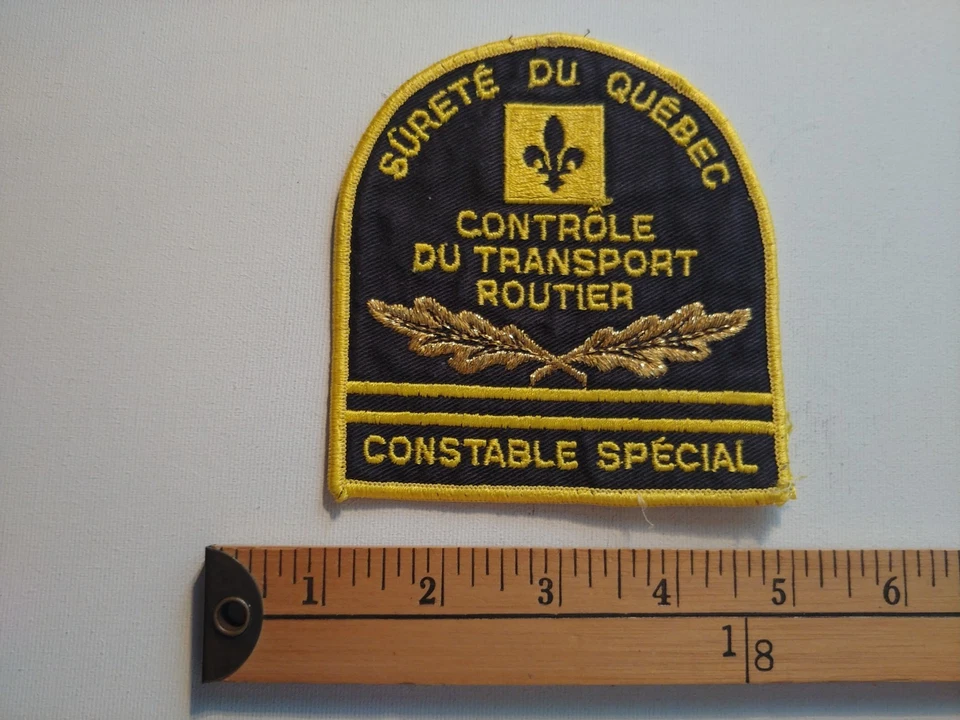 SÛRETÉ DU QUÉBEC
CONTRÔLE
DU TRANSPORT
ROUTIER
CONSTABLE SPÉCIAL
1 2 3 4 5 6
1 8